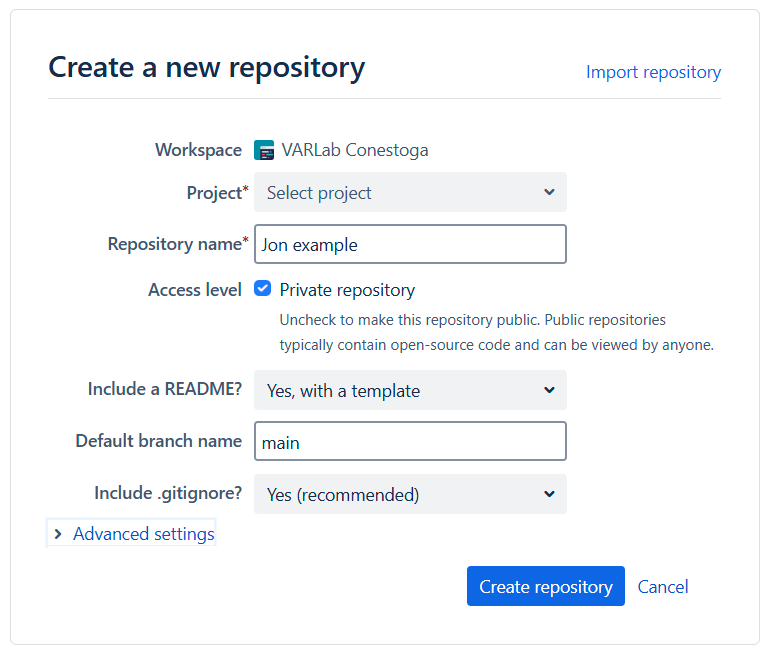 Create a new repository
Import repository
Workspace VARLab Conestoga
Project* Select project
Repository name* Jon example
Access level Private repository
Uncheck to make this repository public. Public repositories
typically contain open-source code and can be viewed by anyone.
Include a README? Yes, with a template
Default branch name main
Include .gitignore? Yes (recommended)
Advanced settings
Create repository Cancel